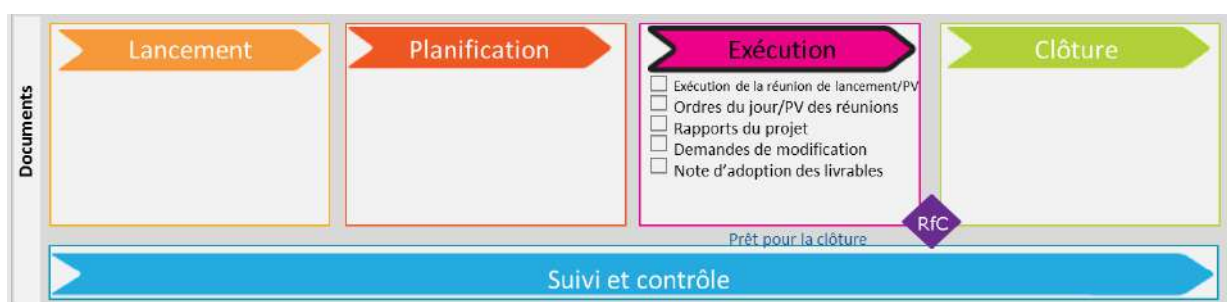 Documents
Lancement
Planification
Exécution
Clôture
Exécution de la réunion de lancement/PV
Ordres du jour/PV des réunions
Rapports du projet
Demandes de modification
Note d'adoption des livrables
RfC
Prêt pour la clôture
Suivi et contrôle